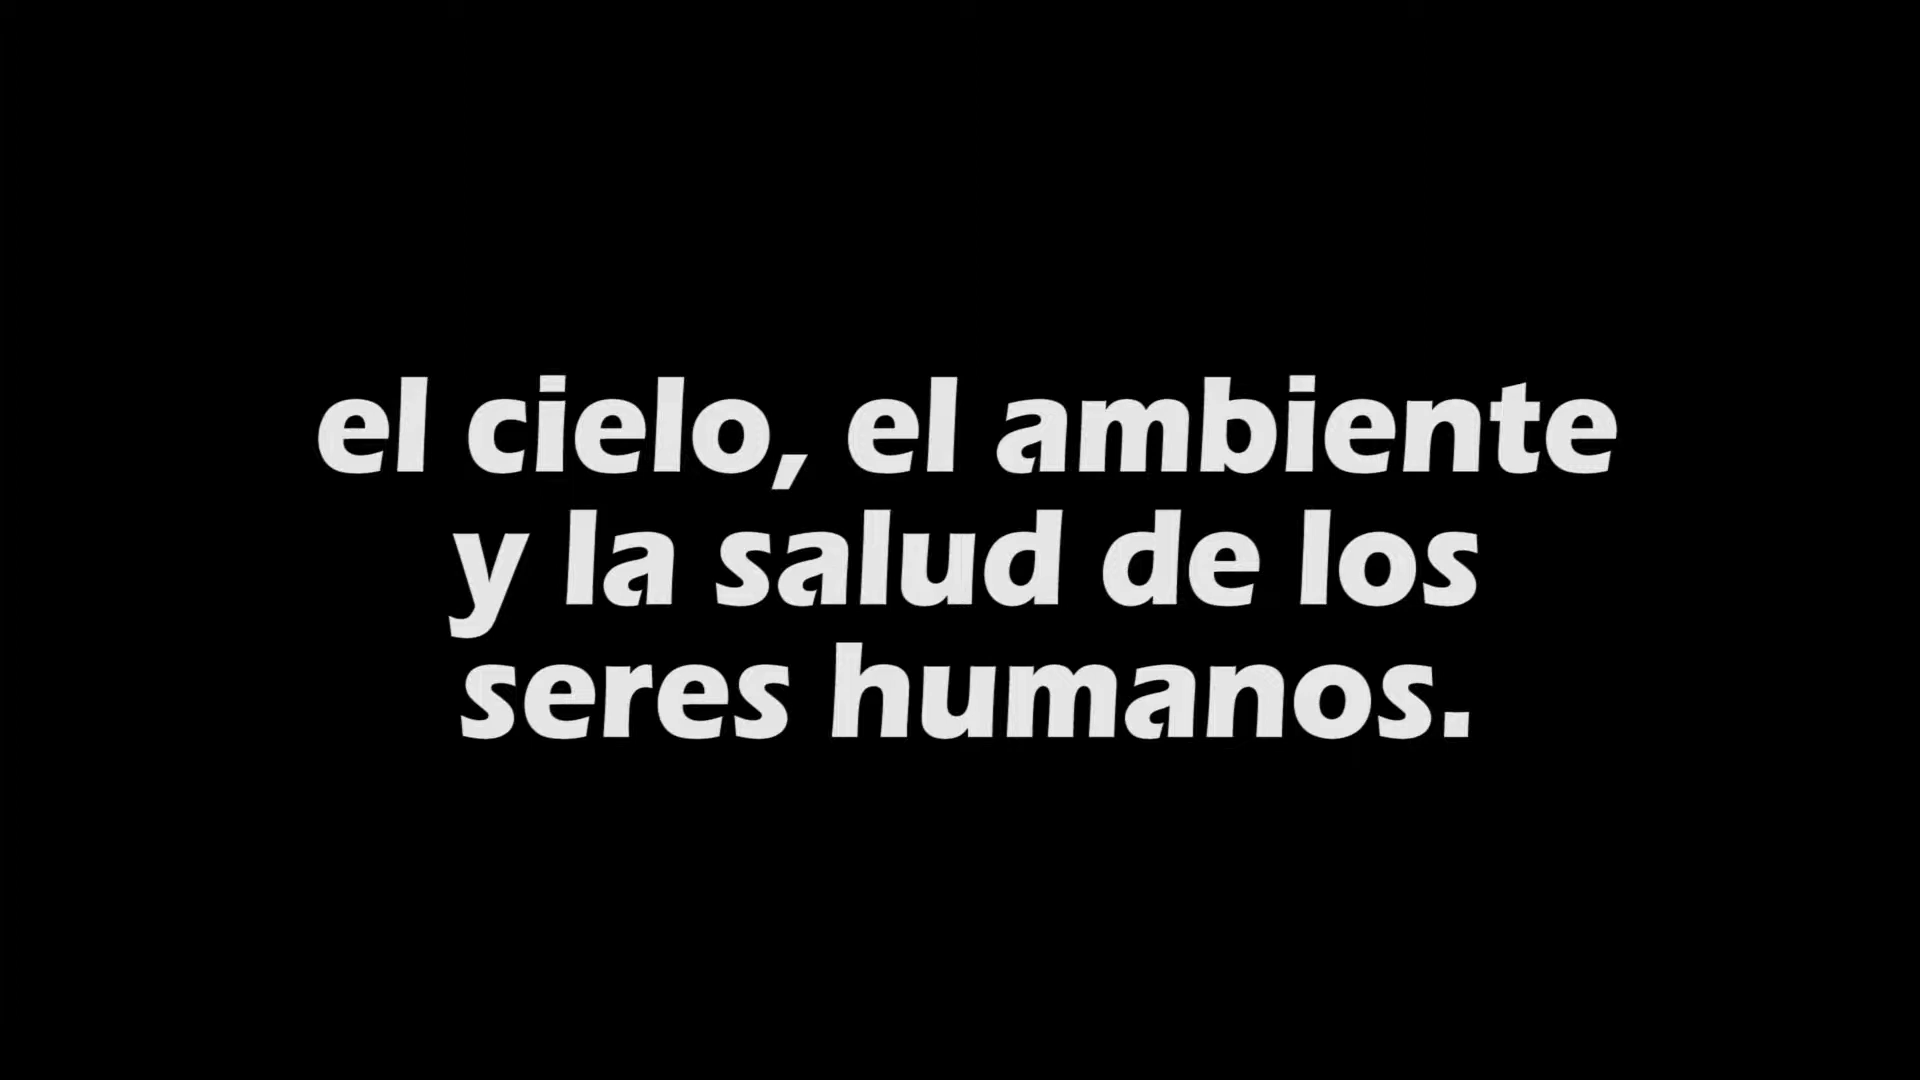 el cielo, el ambiente
y la salud de los
seres humanos.